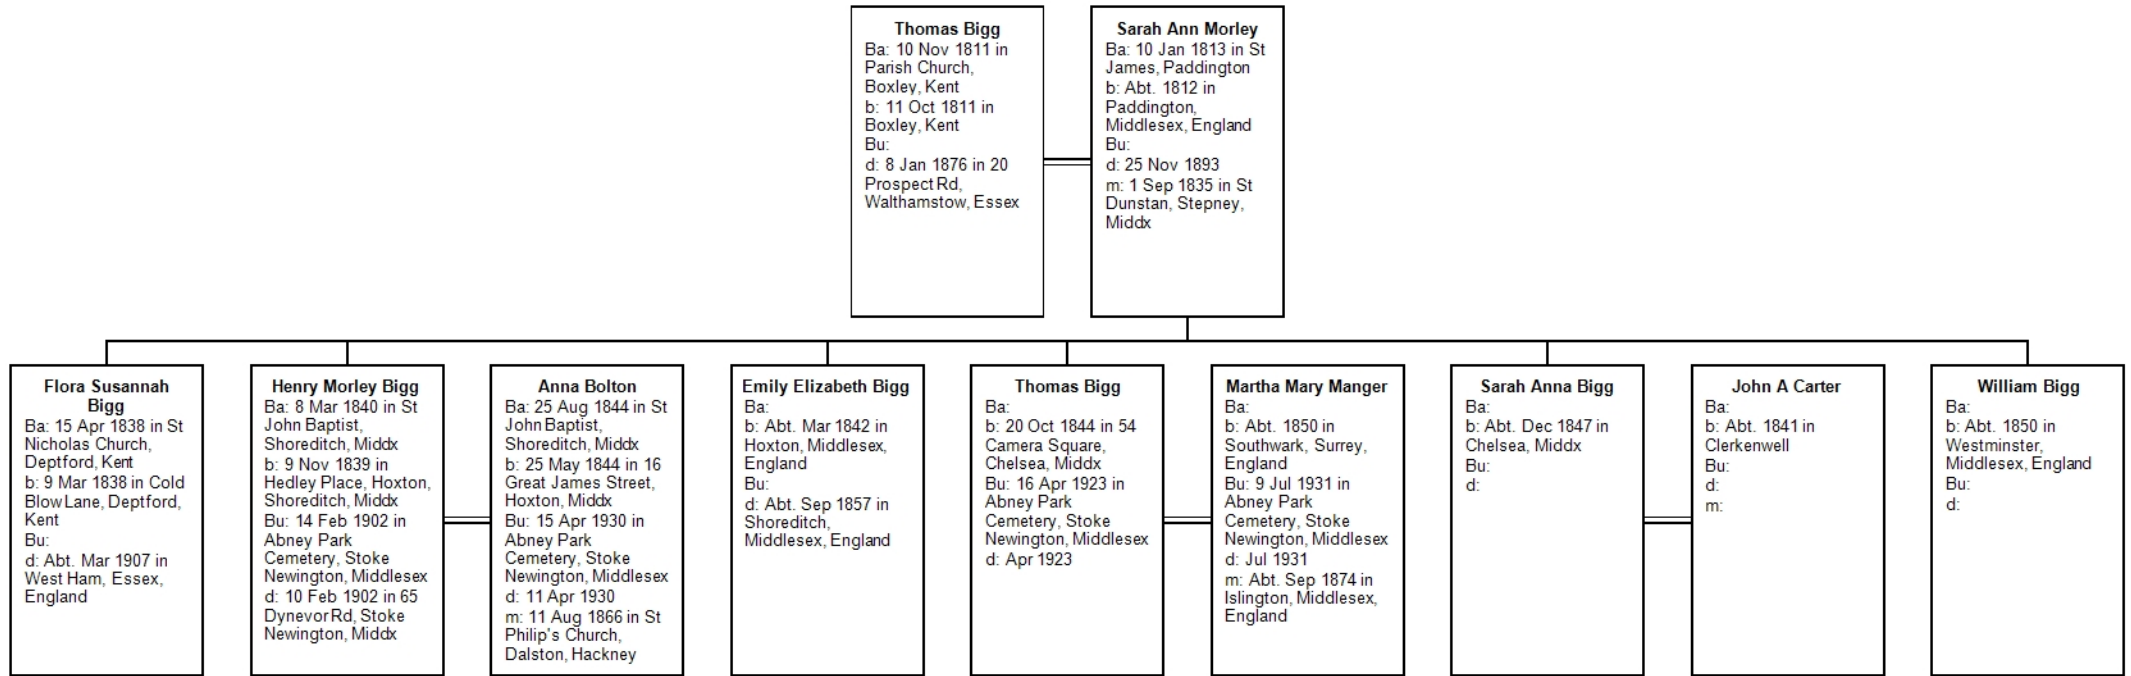 Thomas Bigg
Ba: 10 Nov 1811 in
Parish Church,
Boxley, Kent
b: 11 Oct 1811 in
Boxley, Kent
Bu:
d: 8 Jan 1876 in 20
Prospect Rd,
Walthamstow, Essex
Sarah Ann Morley
Ba: 10 Jan 1813 in St
James, Paddington
b: Abt. 1812 in
Paddington,
Middlesex, England
Bu:
d: 25 Nov 1893
m: 1 Sep 1835 in St
Dunstan, Stepney,
Middx
Flora Susannah
Bigg
Ba: 15 Apr 1838 in St
Nicholas Church,
Deptford, Kent
b: 9 Mar 1838 in Cold
Blow Lane, Deptford,
Kent
Bu:
d: Abt. Mar 1907 in
West Ham, Essex,
England
Henry Morley Bigg
Ba: 8 Mar 1840 in St
John Baptist,
Shoreditch, Middx
b: 9 Nov 1839 in
Hedley Place, Hoxton,
Shoreditch, Middx
Bu: 14 Feb 1902 in
Abney Park
Cemetery, Stoke
Newington, Middlesex
d: 10 Feb 1902 in 65
Dynevor Rd, Stoke
Newington, Middx
Anna Bolton
Ba: 25 Aug 1844 in St
John Baptist,
Shoreditch, Middx
b: 25 May 1844 in 16
Great James Street,
Hoxton, Middx
Bu: 15 Apr 1930 in
Abney Park
Cemetery, Stoke
Newington, Middlesex
d: 11 Apr 1930
m: 11 Aug 1866 in St
Philip's Church,
Dalston, Hackney
Emily Elizabeth Bigg
Ba:
b: Abt. Mar 1842 in
Hoxton, Middlesex,
England
Bu:
d: Abt. Sep 1857 in
Shoreditch,
Middlesex, England
Thomas Bigg
Ba:
b: 20 Oct 1844 in 54
Camera Square,
Chelsea, Middx
Bu: 16 Apr 1923 in
Abney Park
Cemetery, Stoke
Newington, Middlesex
d: Apr 1923
Martha Mary Manger
Ba:
b: Abt. 1850 in
Southwark, Surrey,
England
Bu: 9 Jul 1931 in
Abney Park
Cemetery, Stoke
Newington, Middlesex
d: Jul 1931
m: Abt. Sep 1874 in
Islington, Middlesex,
England
Sarah Anna Bigg
Ba:
b: Abt. Dec 1847 in
Chelsea, Middx
Bu:
d:
John A Carter
Ba:
b: Abt. 1841 in
Clerkenwell
Bu:
d:
m:
William Bigg
Ba:
b: Abt. 1850 in
Westminster,
Middlesex, England
Bu:
d: